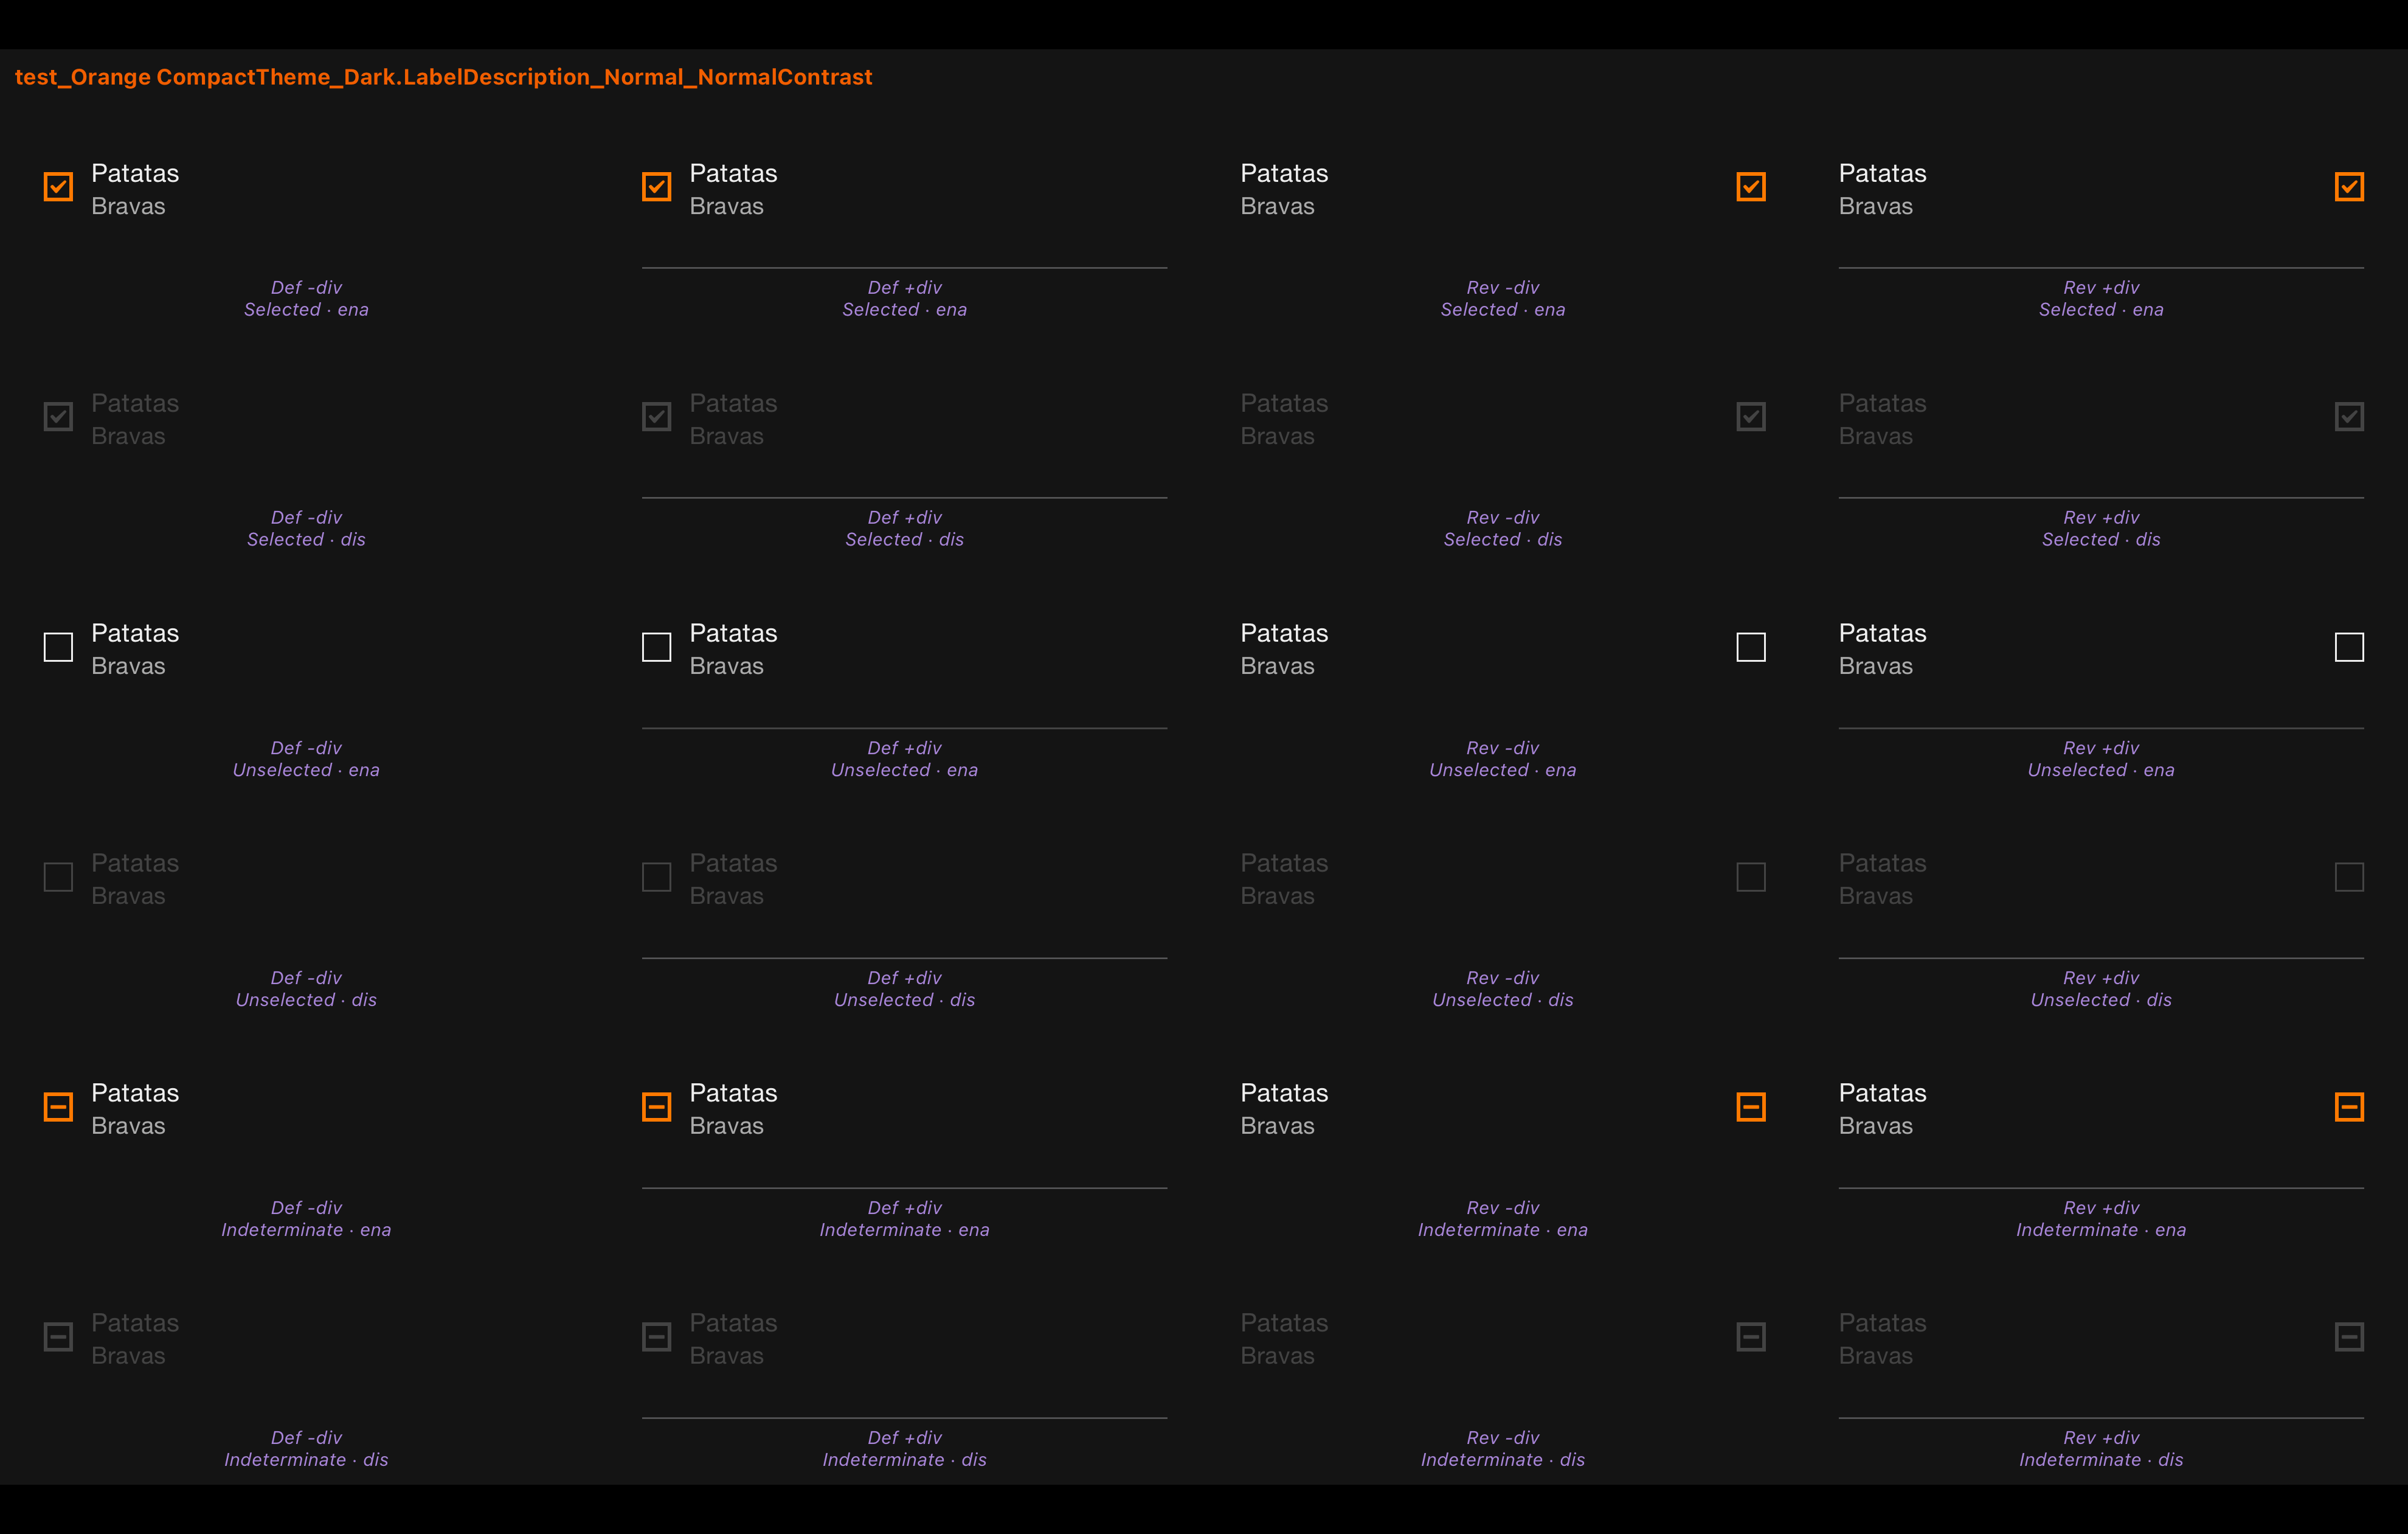 test_Orange CompactTheme_Dark.LabelDescription_Normal_NormalContrast
Patatas
Bravas
Def -div
Selected · ena
Patatas
Bravas
Def +div
Selected · ena
Patatas
Bravas
Rev -div
Selected · ena
Patatas
Bravas
Rev +div
Selected · ena
Patatas
Bravas
Def -div
Selected · dis
Patatas
Bravas
Def +div
Selected · dis
Patatas
Bravas
Rev -div
Selected · dis
Patatas
Bravas
Rev +div
Selected · dis
Patatas
Bravas
Def -div
Unselected · ena
Patatas
Bravas
Def +div
Unselected · ena
Patatas
Bravas
Rev -div
Unselected · ena
Patatas
Bravas
Rev +div
Unselected · ena
Patatas
Bravas
Def -div
Unselected · dis
Patatas
Bravas
Def +div
Unselected · dis
Patatas
Bravas
Rev -div
Unselected · dis
Patatas
Bravas
Rev +div
Unselected · dis
Patatas
Bravas
Def -div
Indeterminate · ena
Patatas
Bravas
Def +div
Indeterminate · ena
Patatas
Bravas
Rev -div
Indeterminate · ena
Patatas
Bravas
Rev +div
Indeterminate · ena
Patatas
Bravas
Def -div
Indeterminate · dis
Patatas
Bravas
Def +div
Indeterminate · dis
Patatas
Bravas
Rev -div
Indeterminate · dis
Patatas
Bravas
Rev +div
Indeterminate · dis